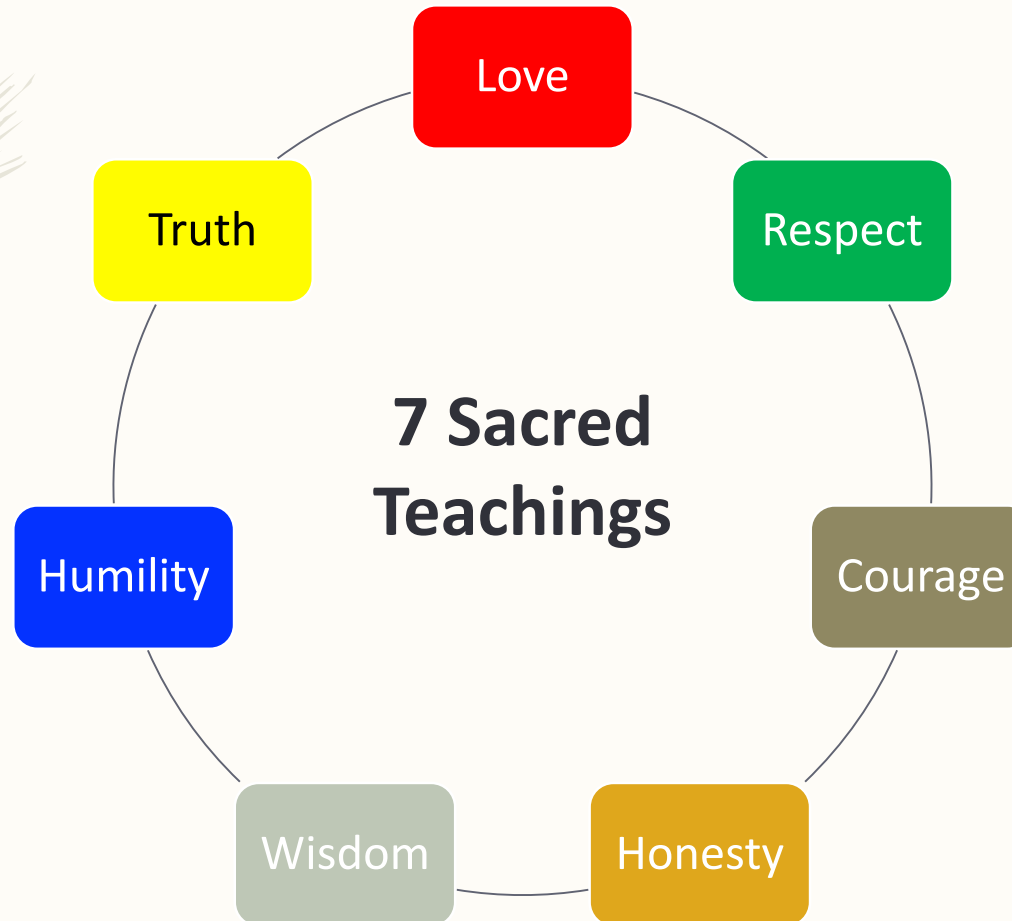 Love
Respect
Courage
Honesty
Wisdom
Humility
Truth
7 Sacred
Teachings